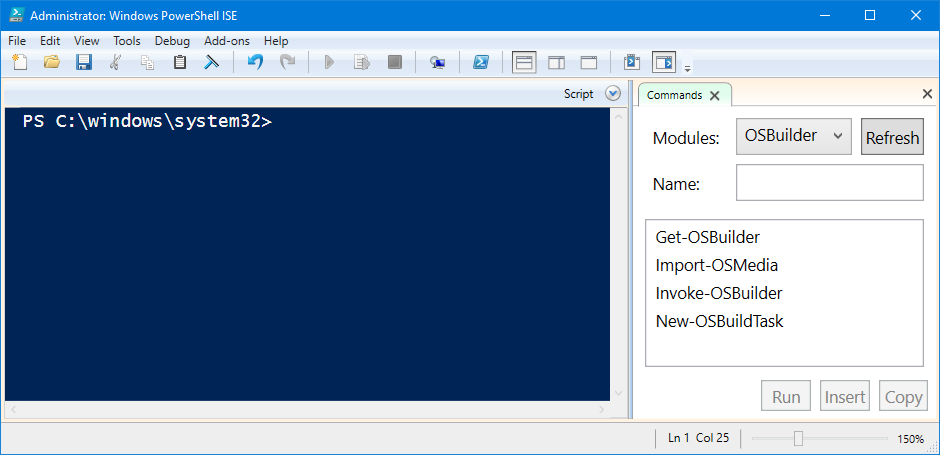 Administrator: Windows PowerShell ISE
File Edit View Tools Debug Add-ons Help
Script
PS C:\windows\system32>
Commands
Modules: OSBuilder Refresh
Name:
Get-OSBuilder
Import-OSMedia
Invoke-OSBuilder
New-OSBuildTask
Run Insert Copy
Ln 1 Col 25 150%